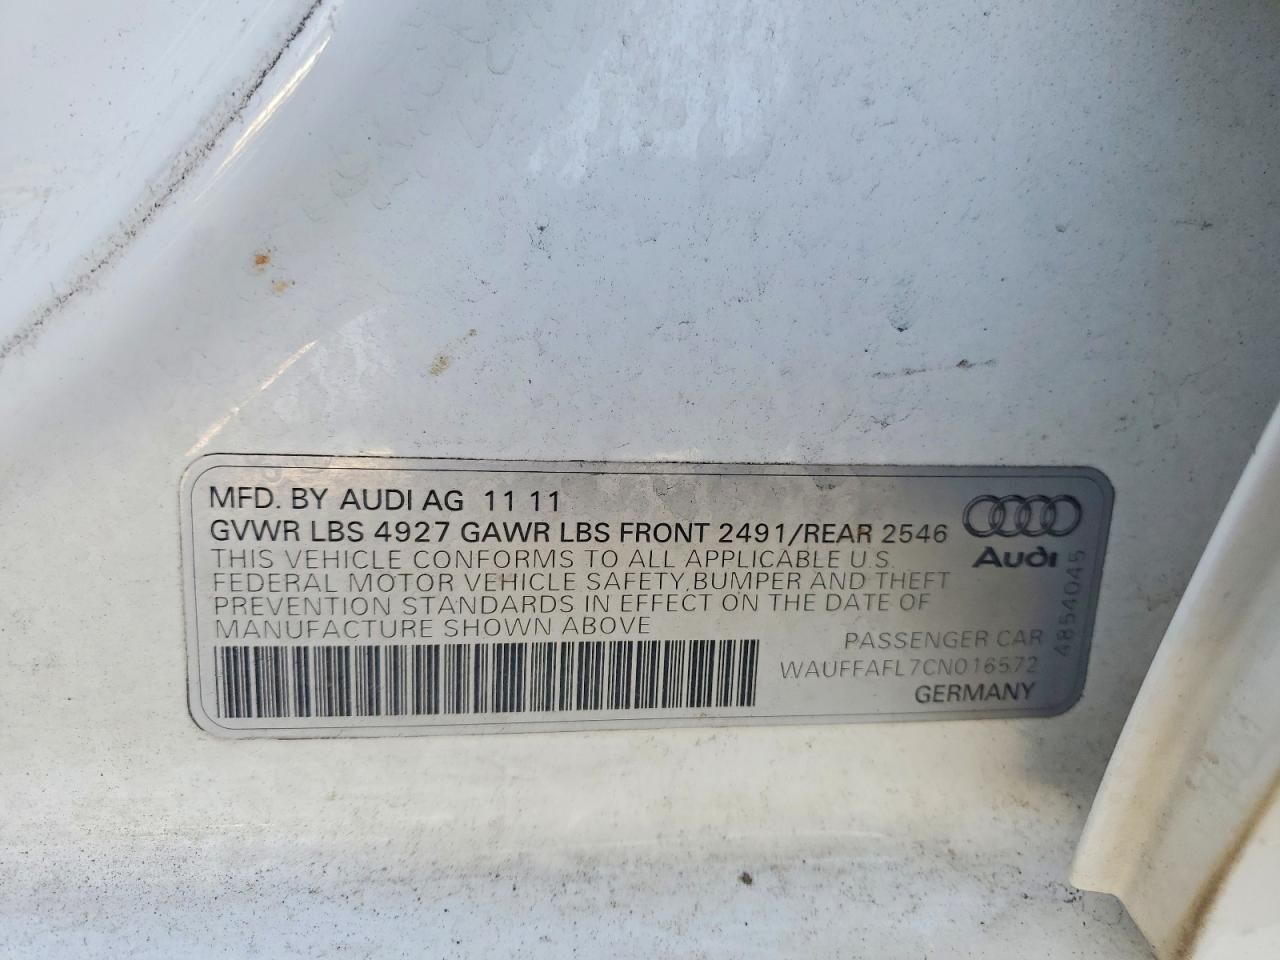 MFD. BY AUDI AG 11 11
GVWR LBS 4927 GAWR LBS FRONT 2491/REAR 2546
THIS VEHICLE CONFORMS TO ALL APPLICABLE U.S.
FEDERAL MOTOR VEHICLE SAFETY,BUMPER AND THEFT
PREVENTION STANDARDS IN EFFECT ON THE DATE OF
MANUFACTURE SHOWN ABOVE
Audi
PASSENGER CAR
WAUFFAFL7CN016572
GERMANY
4854045